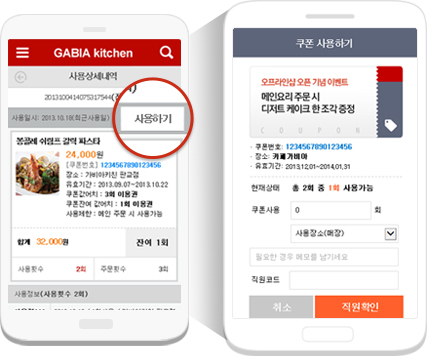 GABIA kitchen
사용상세내역
2013100414075317544(
사용일시: 2013.10.18(최근사용일)
사용하기
봉골레 쉬림프 갈릭 파스타
24,000원
쿠폰번호: 1234567890123456
장소 : 가비아키친 판교점
유효기간 : 2013.09.07~2013.10.22
쿠폰값어치 : 3회 이용권
쿠폰잔여 값어치 : 1회 이용권
사용제한 : 메인 주문 시 사용가능
합계 32,000원
잔여 1회
사용횟수 2회
주문횟수 3회
사용정보(사용횟수 2회)
쿠폰 사용하기
오프라인샵 오픈 기념 이벤트
메인요리 주문 시
디저트 케이크 한 조각 증정
COUPON
· 쿠폰번호: 1234567890123456
· 장소: 카페가비아
· 유효기간: 2013.12.01~2014.01.31
현재상태 총 2회 중 1회 사용가능
쿠폰사용 0 회
사용장소(매장)
필요한 경우 메모를 남기세요
직원코드
취소
직원확인